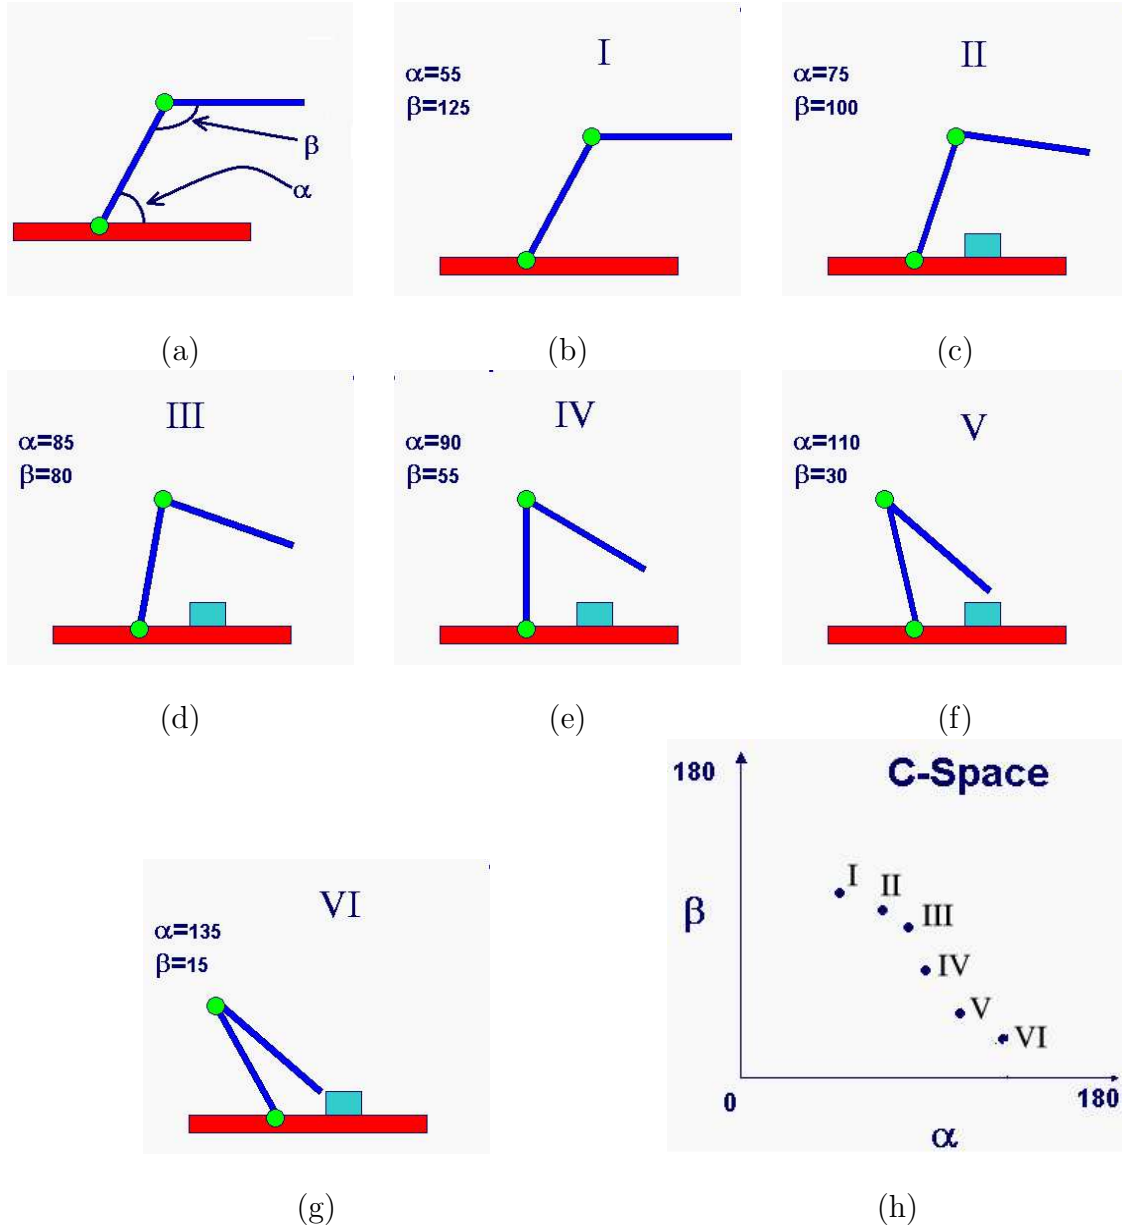 β
α
(a)
I
α=55
β=125
(b)
II
α=75
β=100
(c)
III
α=85
β=80
(d)
IV
α=90
β=55
(e)
V
α=110
β=30
(f)
VI
α=135
β=15
(g)
C-Space
180
β
I
II
III
IV
V
VI
0
180
α
(h)